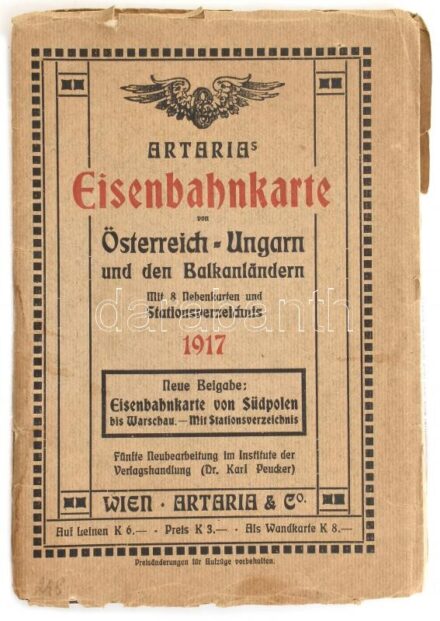 ARTARIAS
Eisenbahnkarte
von
Österreich-Ungarn
und den Balkanländern
Mit 8 Nebenkarten und
Stationsverzeichnis
darabanth
1917
Neue Beigabe:
Eisenbahnkarte von Südpolen
bis Warschau. — Mit Stationsverzeichnis
Fünfte Neubearbeitung im Institute der
Verlagshandlung (Dr. Karl Peucker)
WIEN · ARTARIA & Co.
Auf Leinen K 6.— · Preis K 3.— · Als Wandkarte K 8.—
Preisänderungen für Aufzüge vorbehalten.